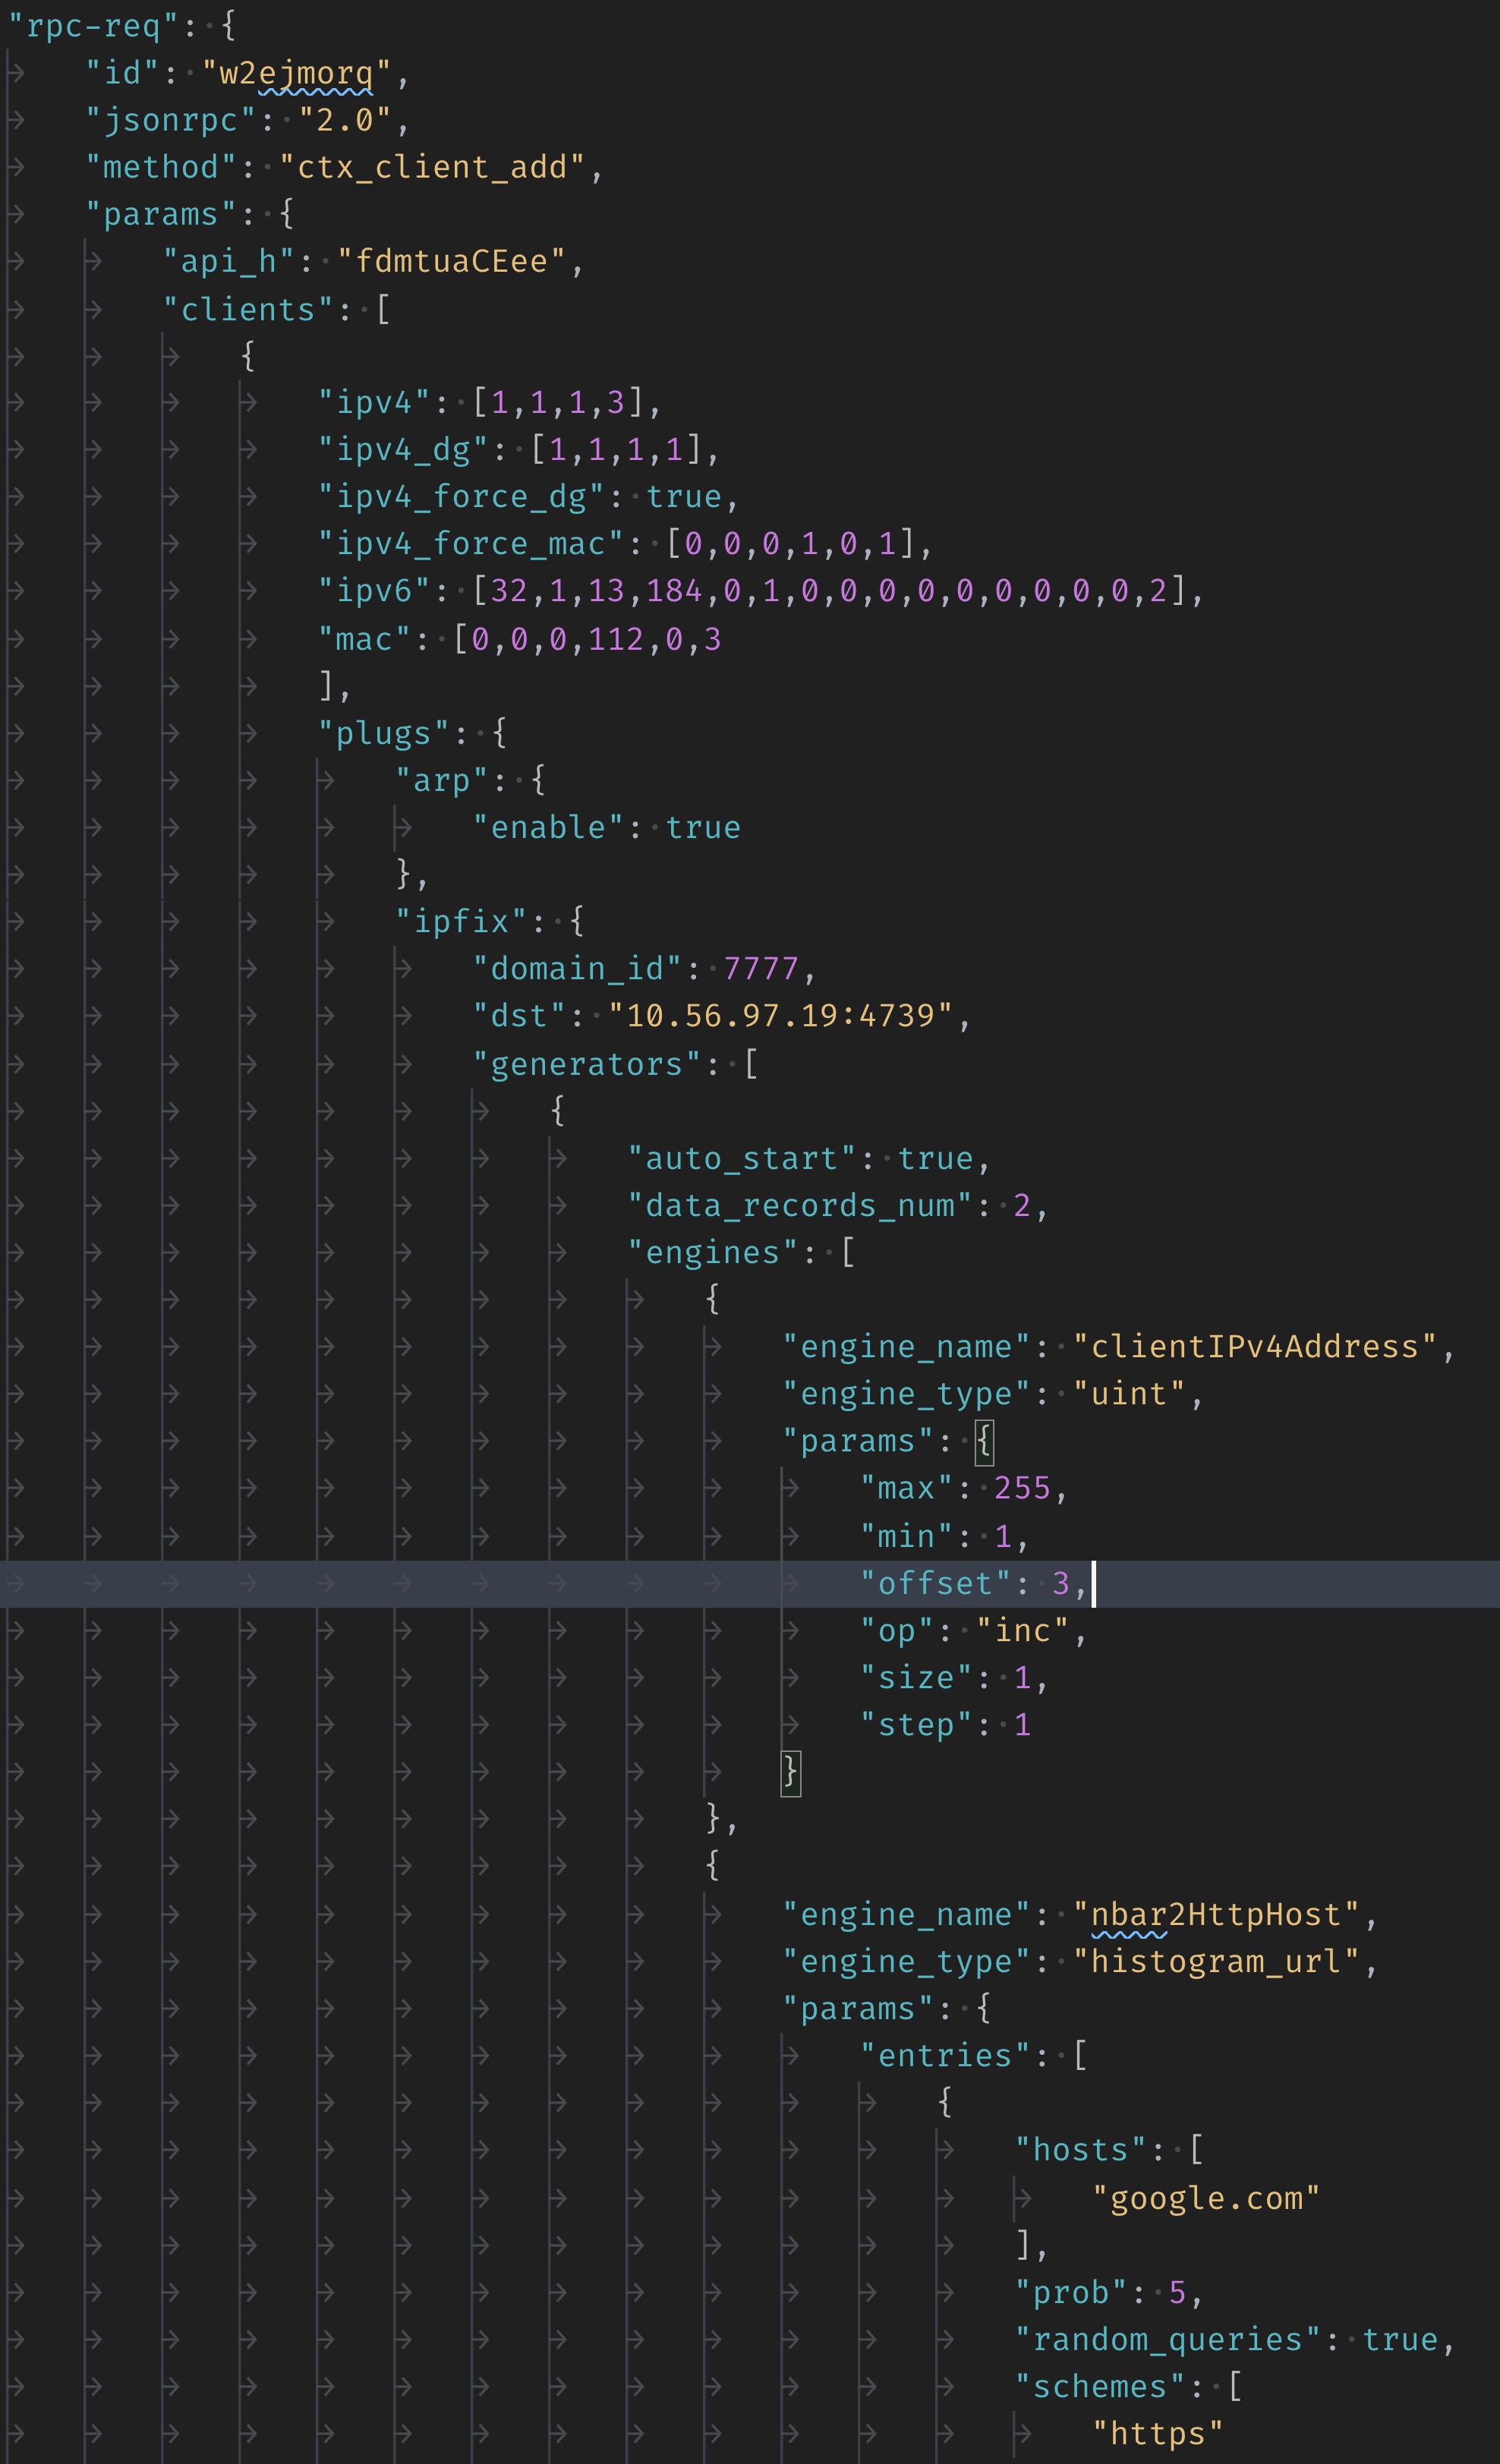 "rpc-req": {
"id": "w2ejmorq",
"jsonrpc": "2.0",
"method": "ctx_client_add",
"params": {
"api_h": "fdmtuaCEee",
"clients": [
{
"ipv4": [1,1,1,3],
"ipv4_dg": [1,1,1,1],
"ipv4_force_dg": true,
"ipv4_force_mac": [0,0,0,1,0,1],
"ipv6": [32,1,13,184,0,1,0,0,0,0,0,0,0,0,0,2],
"mac": [0,0,0,112,0,3
],
"plugs": {
"arp": {
"enable": true
},
"ipfix": {
"domain_id": 7777,
"dst": "10.56.97.19:4739",
"generators": [
{
"auto_start": true,
"data_records_num": 2,
"engines": [
{
"engine_name": "clientIPv4Address",
"engine_type": "uint",
"params": {
"max": 255,
"min": 1,
"offset": 3,
"op": "inc",
"size": 1,
"step": 1
}
},
{
"engine_name": "nbar2HttpHost",
"engine_type": "histogram_url",
"params": {
"entries": [
{
"hosts": [
"google.com"
],
"prob": 5,
"random_queries": true,
"schemes": [
"https"